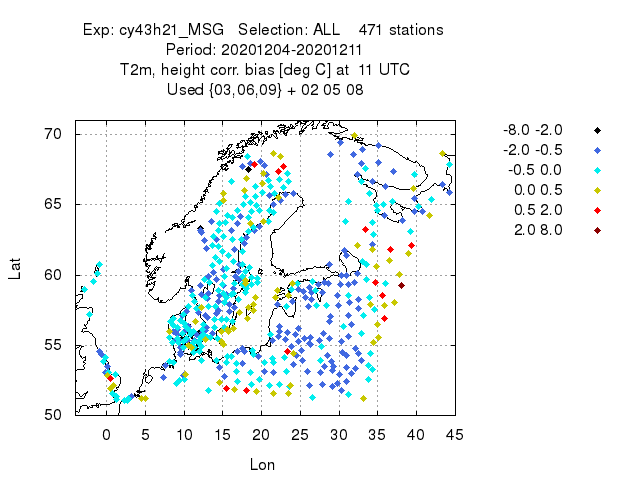 Exp: cy43h21_MSG Selection: ALL 471 stations
Period: 20201204-20201211
T2m, height corr. bias [deg C] at 11 UTC
Used {03,06,09} + 02 05 08
-8.0 -2.0
-2.0 -0.5
-0.5 0.0
0.0 0.5
0.5 2.0
2.0 8.0
70
65
60
55
50
Lat
0 5 10 15 20 25 30 35 40 45
Lon